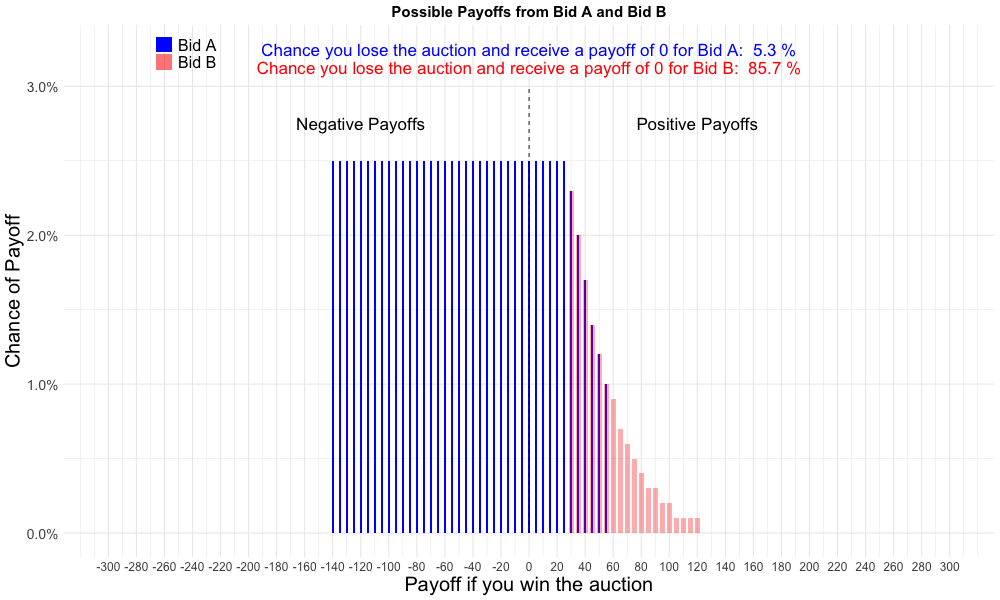 Possible Payoffs from Bid A and Bid B
Bid A
Bid B
Chance you lose the auction and receive a payoff of 0 for Bid A: 5.3 %
Chance you lose the auction and receive a payoff of 0 for Bid B: 85.7 %
Negative Payoffs
Positive Payoffs
Chance of Payoff
3.0%
2.0%
1.0%
0.0%
-300 -280 -260 -240 -220 -200 -180 -160 -140 -120 -100 -80 -60 -40 -20 0 20 40 60 80 100 120 140 160 180 200 220 240 260 280 300
Payoff if you win the auction